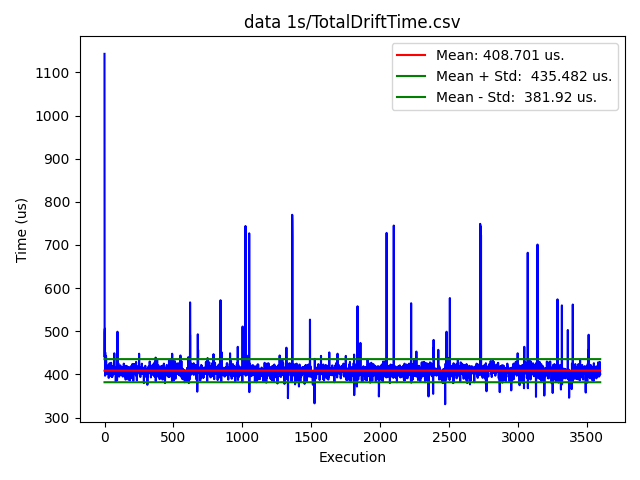 data 1s/TotalDriftTime.csv
Mean: 408.701 us.
Mean + Std:  435.482 us.
Mean - Std:  381.92 us.
1100
1000
900
800
700
600
500
400
300
Time (us)
0 500 1000 1500 2000 2500 3000 3500
Execution